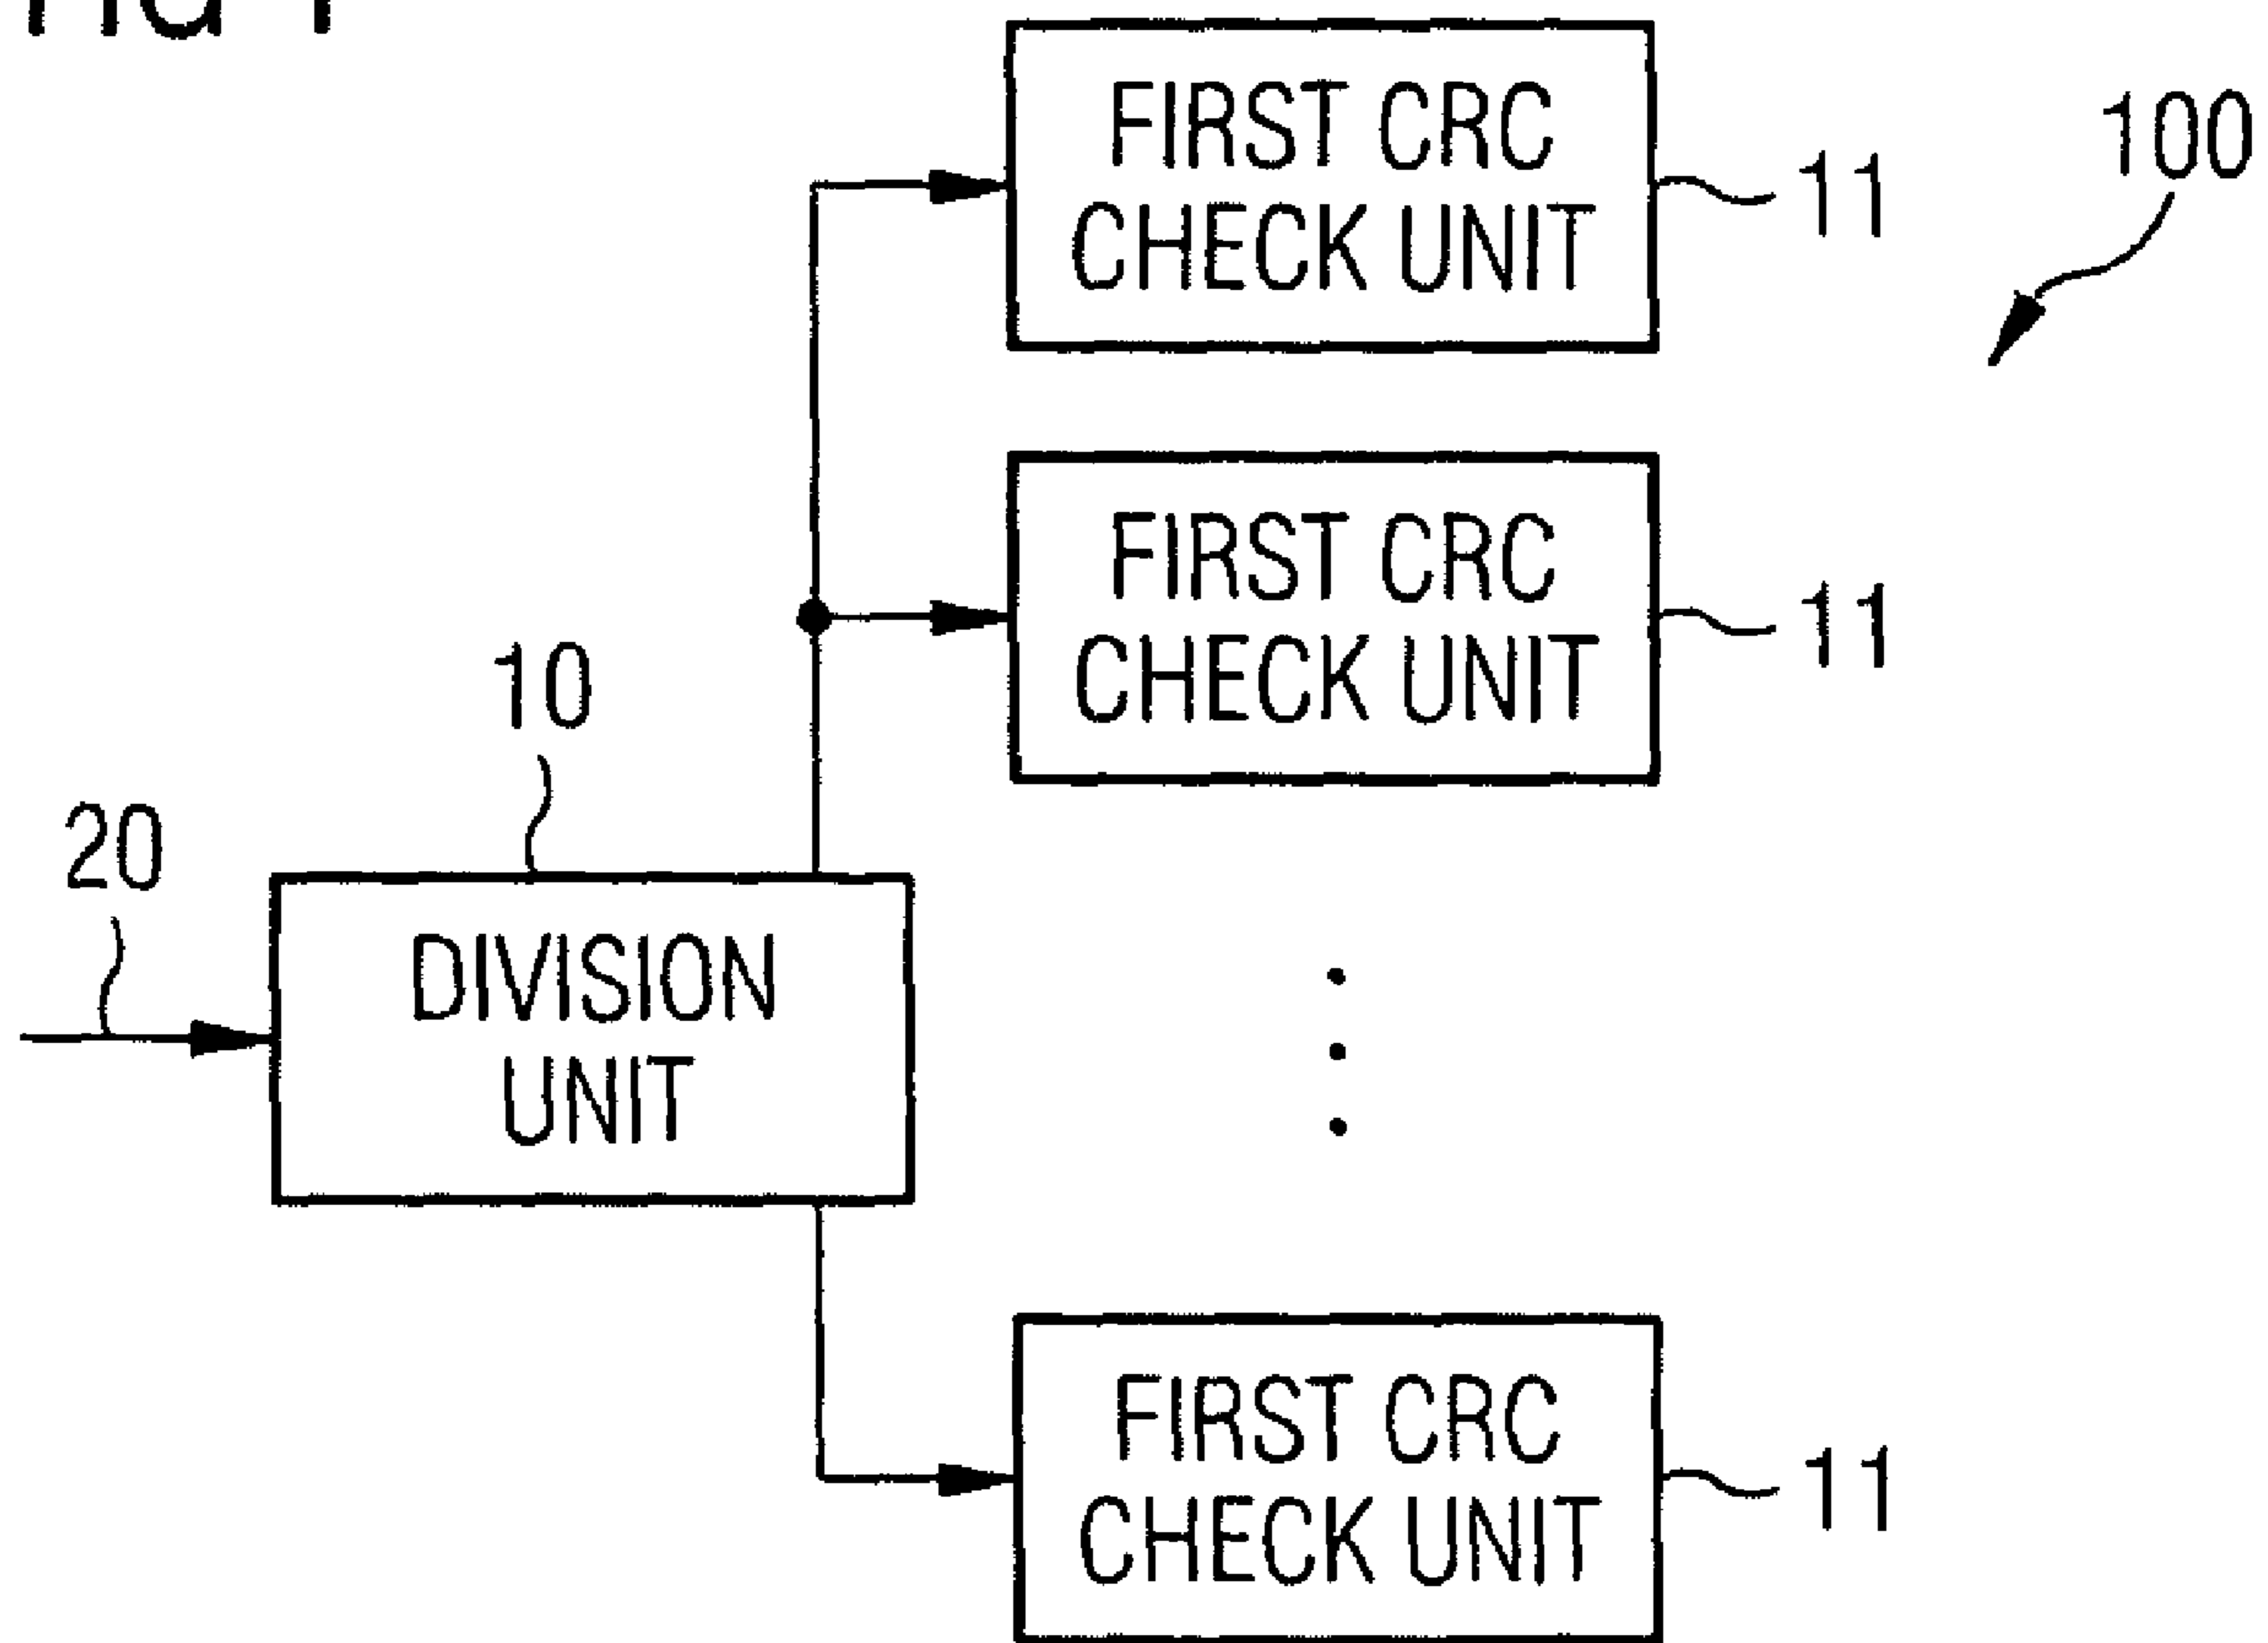 FIRST CRC
CHECK UNIT
11
100
FIRST CRC
CHECK UNIT
11
10
20
DIVISION
UNIT
FIRST CRC
CHECK UNIT
11